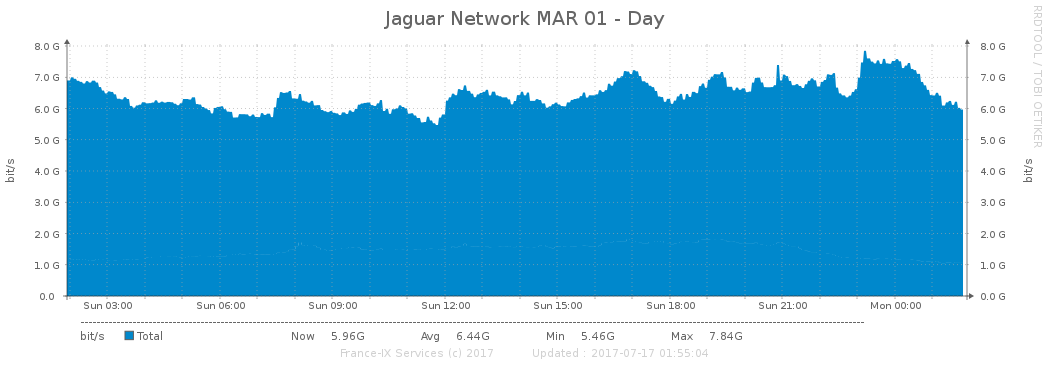 Jaguar Network MAR 01 - Day
RRDTOOL / TOBI OETIKER
8.0 G 8.0 G
7.0 G 7.0 G
6.0 G 6.0 G
5.0 G 5.0 G
4.0 G 4.0 G
3.0 G 3.0 G
2.0 G 2.0 G
1.0 G 1.0 G
0.0 0.0 G
bit/s
bit/s
Sun 03:00 Sun 06:00 Sun 09:00 Sun 12:00 Sun 15:00 Sun 18:00 Sun 21:00 Mon 00:00
bit/s Total Now 5.96G Avg 6.44G Min 5.46G Max 7.84G
France-IX Services (c) 2017 Updated : 2017-07-17 01:55:04